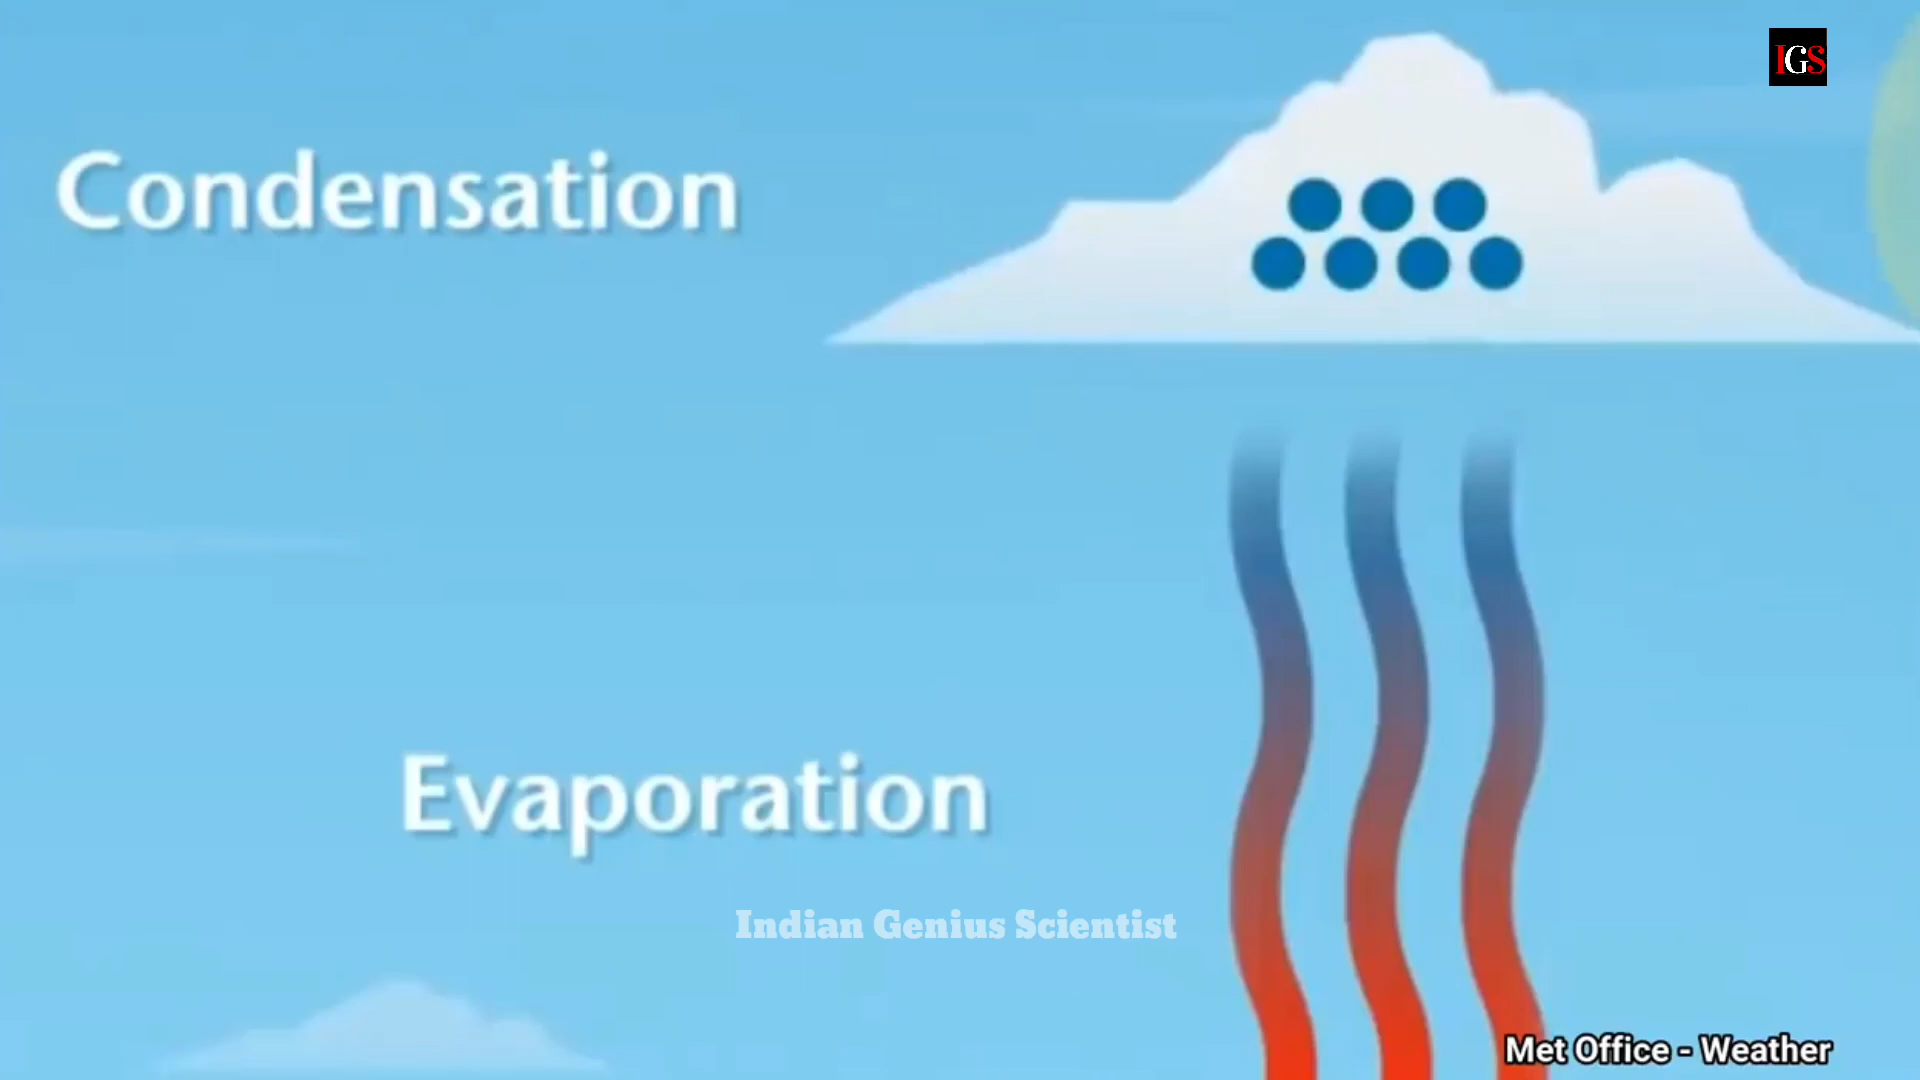 IGS
Condensation
Evaporation
Indian Genius Scientist
Met Office - Weather